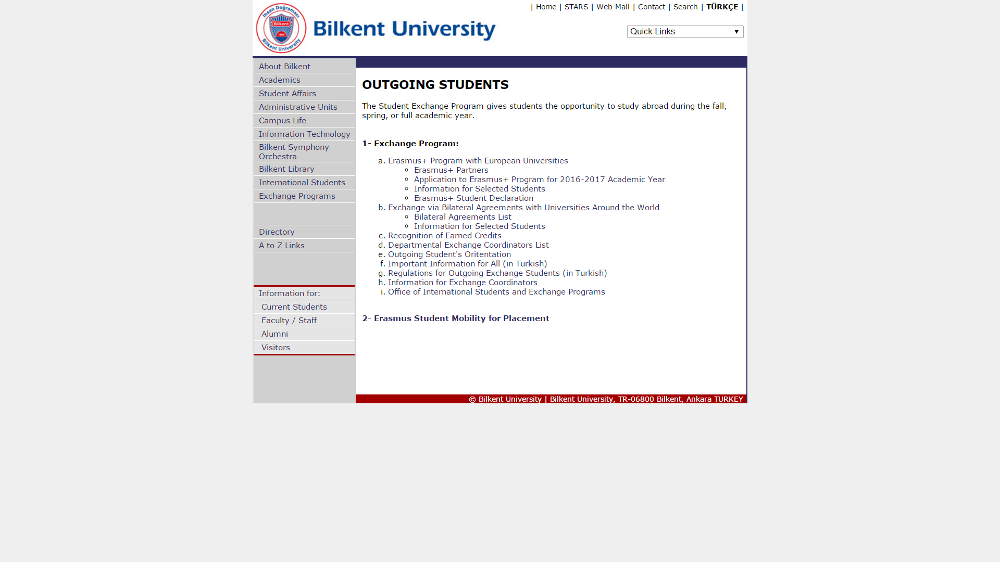 | Home | STARS | Web Mail | Contact | Search | TÜRKÇE |
İhsan Doğramacı
Bilkent
1984
Bilkent University
Bilkent University
Quick Links
About Bilkent
Academics
Student Affairs
Administrative Units
Campus Life
Information Technology
Bilkent Symphony
Orchestra
Bilkent Library
International Students
Exchange Programs
Directory
A to Z Links
Information for:
Current Students
Faculty / Staff
Alumni
Visitors
OUTGOING STUDENTS
The Student Exchange Program gives students the opportunity to study abroad during the fall,
spring, or full academic year.
1- Exchange Program:
a. Erasmus+ Program with European Universities
Erasmus+ Partners
Application to Erasmus+ Program for 2016-2017 Academic Year
Information for Selected Students
Erasmus+ Student Declaration
b. Exchange via Bilateral Agreements with Universities Around the World
Bilateral Agreements List
Information for Selected Students
c. Recognition of Earned Credits
d. Departmental Exchange Coordinators List
e. Outgoing Student's Oritentation
f. Important Information for All (in Turkish)
g. Regulations for Outgoing Exchange Students (in Turkish)
h. Information for Exchange Coordinators
i. Office of International Students and Exchange Programs
2- Erasmus Student Mobility for Placement
© Bilkent University | Bilkent University, TR-06800 Bilkent, Ankara TURKEY